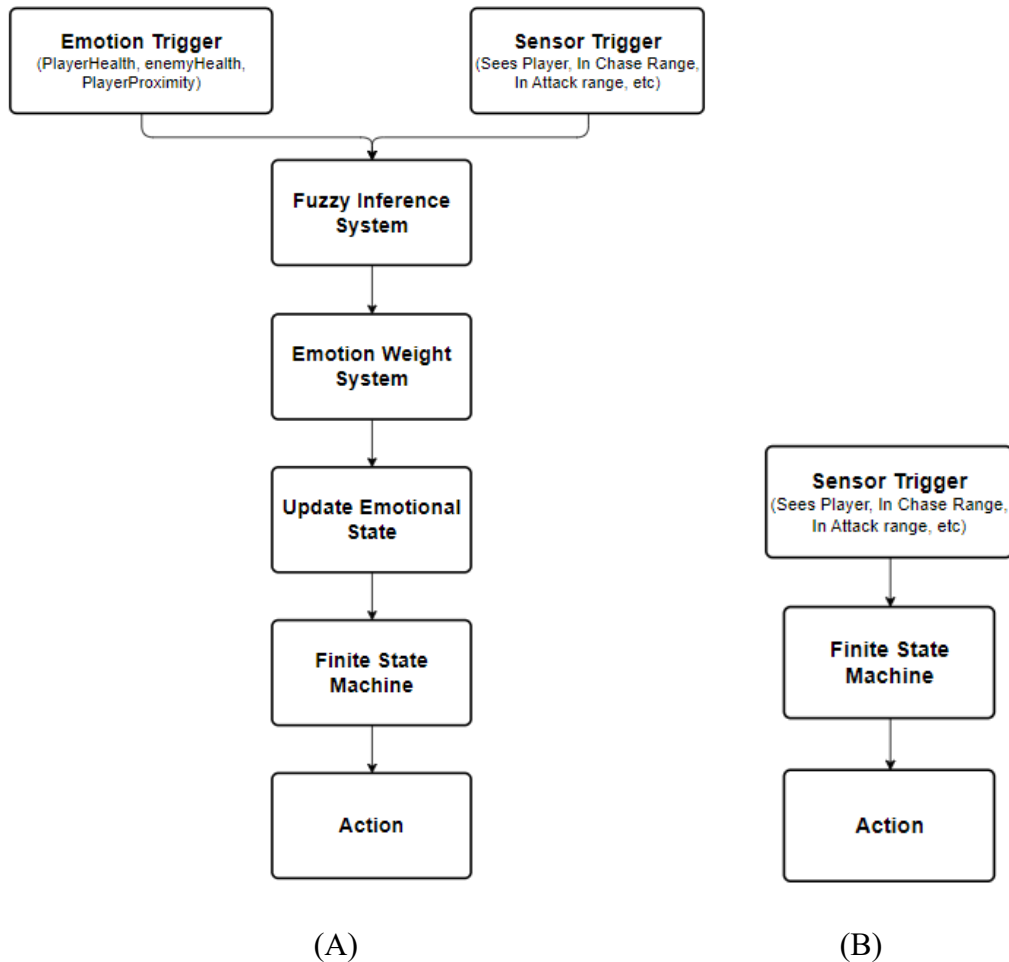 Emotion Trigger
(PlayerHealth, enemyHealth,
PlayerProximity)
Sensor Trigger
(Sees Player, In Chase Range,
In Attack range, etc)
Fuzzy Inference
System
Emotion Weight
System
Update Emotional
State
Finite State
Machine
Action
(A)
Sensor Trigger
(Sees Player, In Chase Range,
In Attack range, etc)
Finite State
Machine
Action
(B)